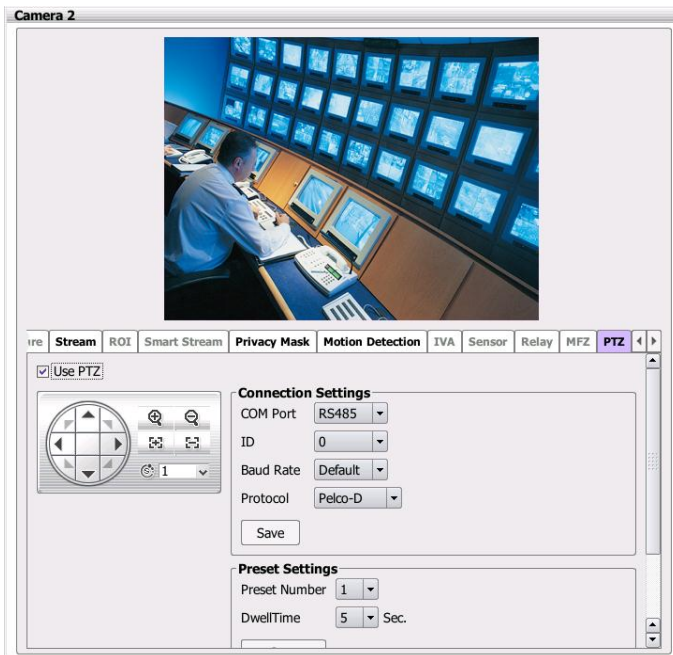 Camera 2
Stream ROI Smart Stream Privacy Mask Motion Detection IVA Sensor Relay MFZ PTZ
Use PTZ
1
Connection Settings
COM Port RS485
ID 0
Baud Rate Default
Protocol Pelco-D
Save
Preset Settings
Preset Number 1
DwellTime 5 Sec.